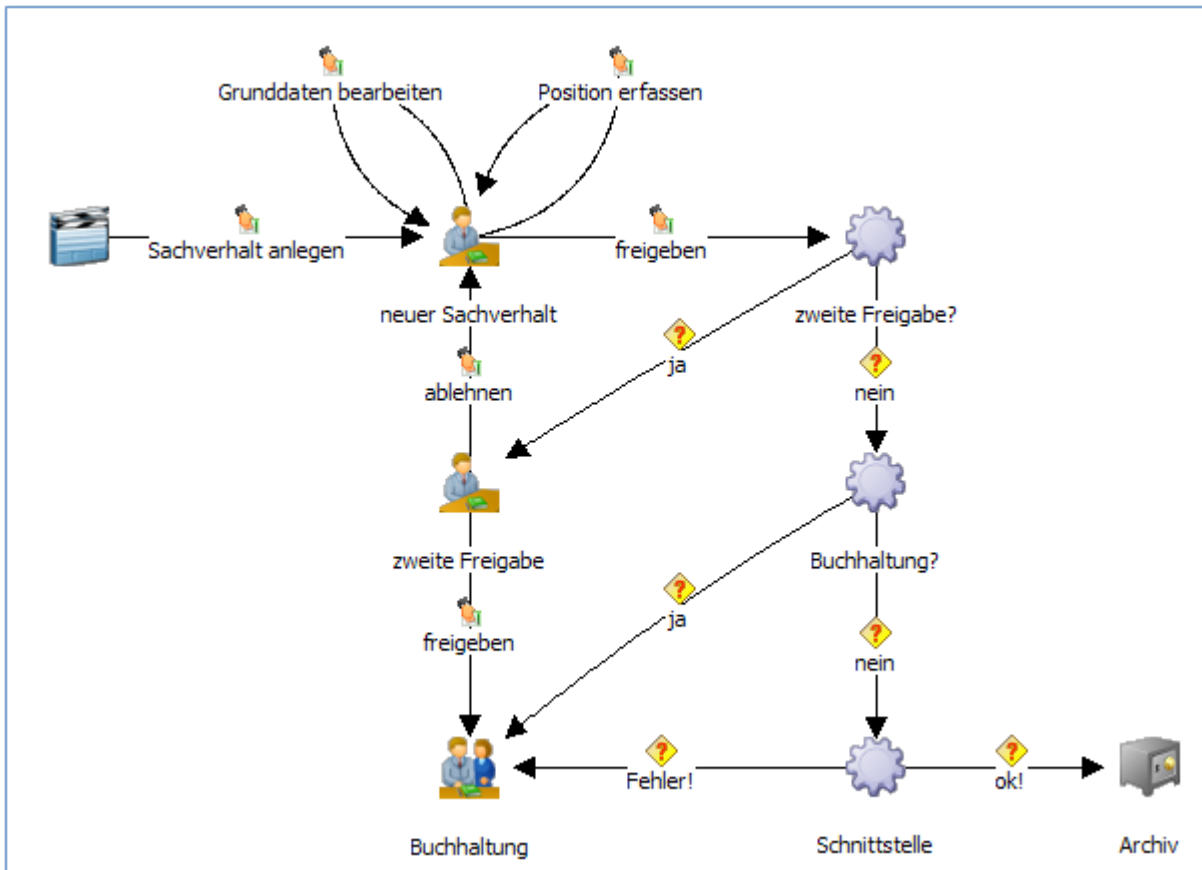 Grunddaten bearbeiten
Position erfassen
Sachverhalt anlegen
freigeben
neuer Sachverhalt
zweite Freigabe?
ja
ablehnen
nein
zweite Freigabe
Buchhaltung?
ja
freigeben
nein
Fehler!
ok!
Buchhaltung
Schnittstelle
Archiv